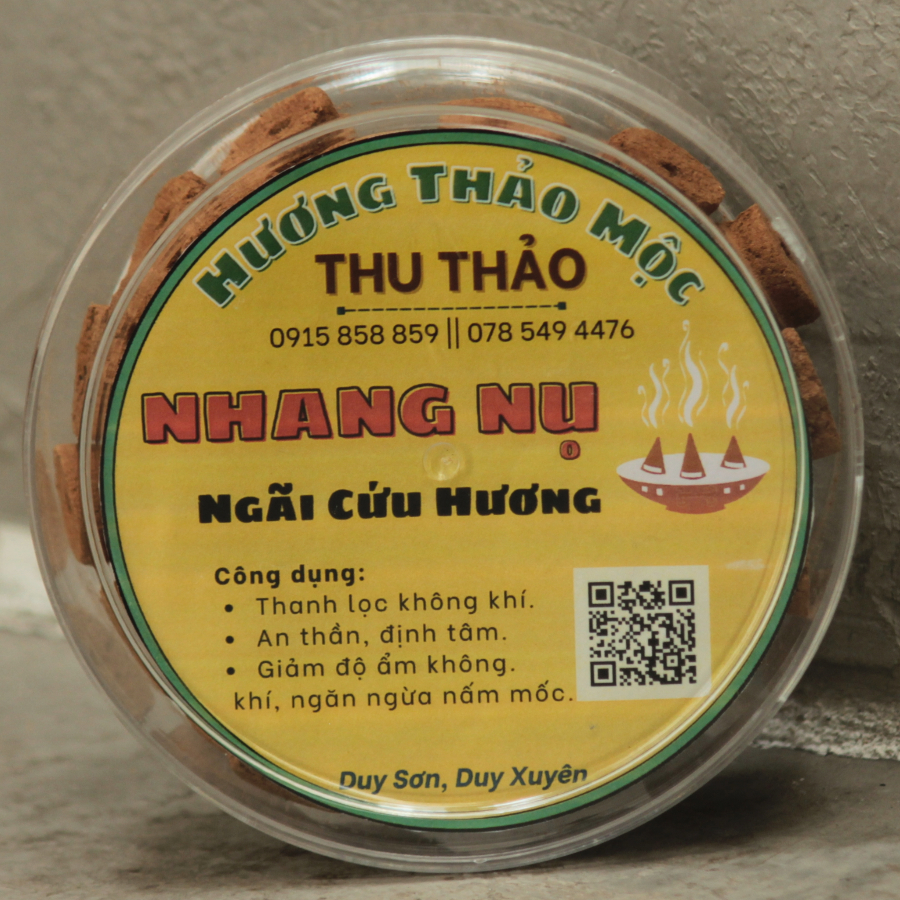 Hương Thảo Mộc
THU THẢO
0915 858 859 || 078 549 4476
NHANG NỤ
Ngãi Cứu Hương
Công dụng:
• Thanh lọc không khí.
• An thần, định tâm.
• Giảm độ ẩm không.
khí, ngăn ngừa nấm mốc.
Duy Sơn, Duy Xuyên